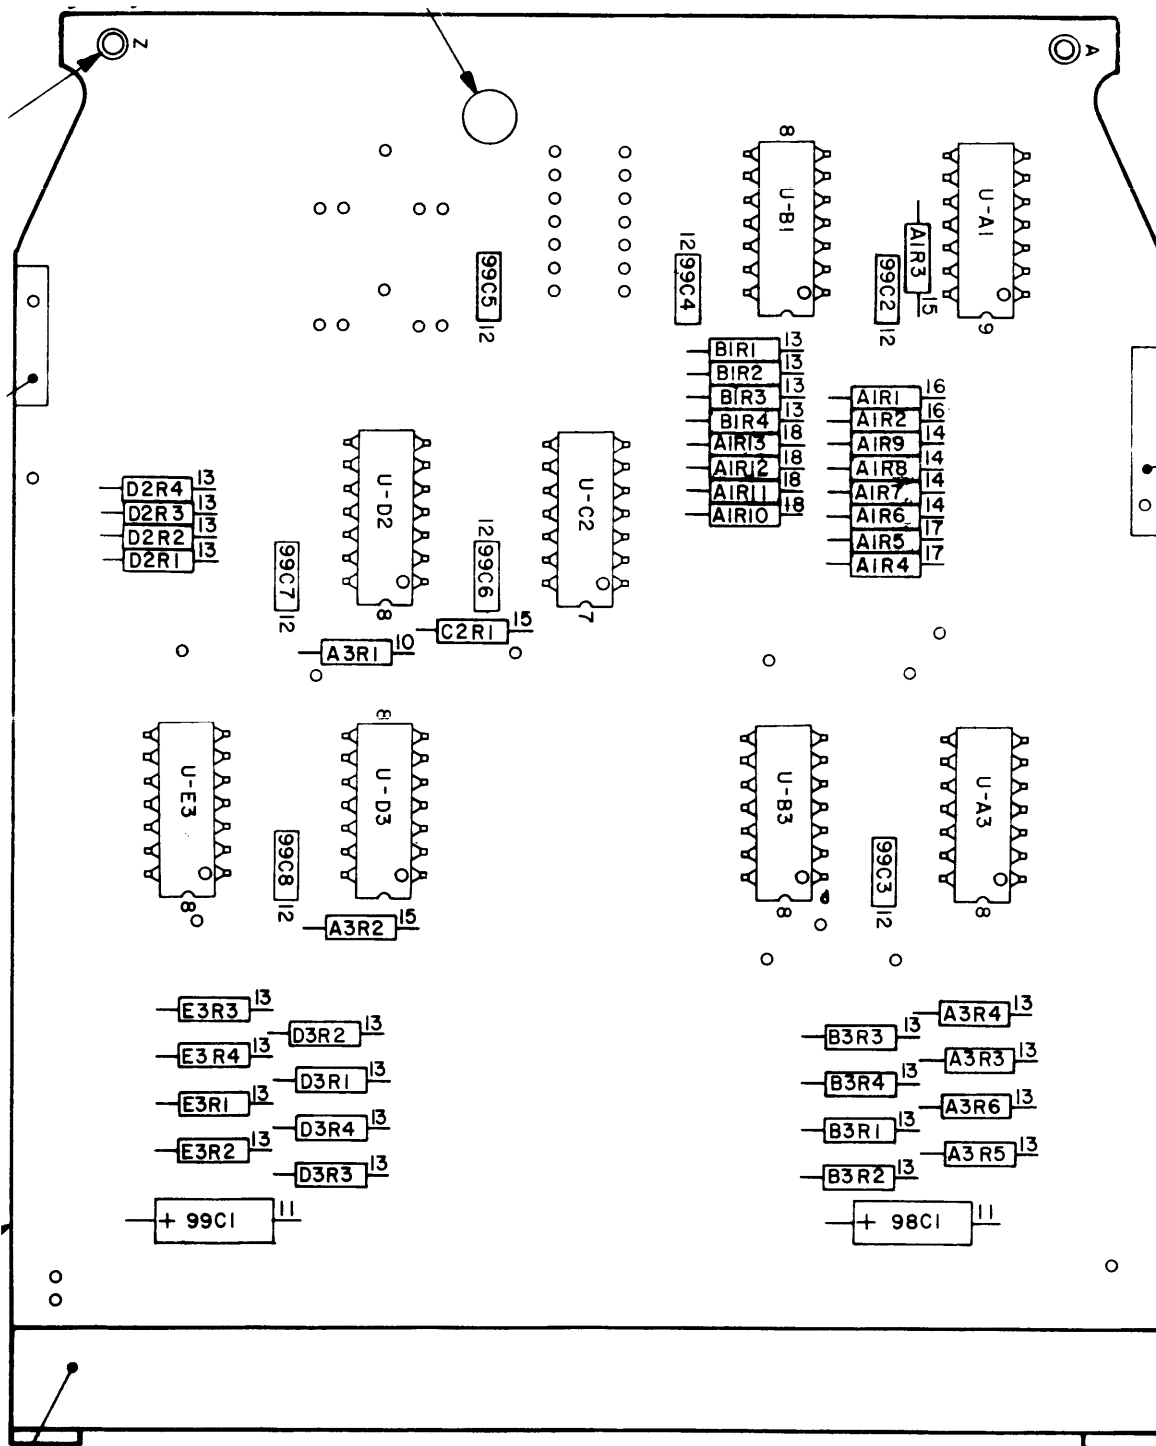 Z
A
8
U-B1
U-A1
A1R3
15
9
99C5
12
12
99C4
99C2
12
B1R1 13
B1R2 13
B1R3 13
B1R4 13
A1R13 18
A1R12 18
A1R11 18
A1R10 18
A1R1 16
A1R2 16
A1R9 14
A1R8 14
A1R7 14
A1R6 14
A1R5 17
A1R4 17
D2R4 13
D2R3 13
D2R2 13
D2R1 13
U-D2
8
U-C2
7
99C7
12
12
99C6
C2R1 15
A3R1 10
U-E3
8
8
U-D3
99C8
12
A3R2 15
U-B3
8
99C3
12
U-A3
8
E3R3 13
D3R2 13
E3R4 13
D3R1 13
E3R1 13
D3R4 13
E3R2 13
D3R3 13
A3R4 13
B3R3 13
A3R3 13
B3R4 13
A3R6 13
B3R1 13
A3R5 13
B3R2 13
+ 99C1 11
+ 98C1 11